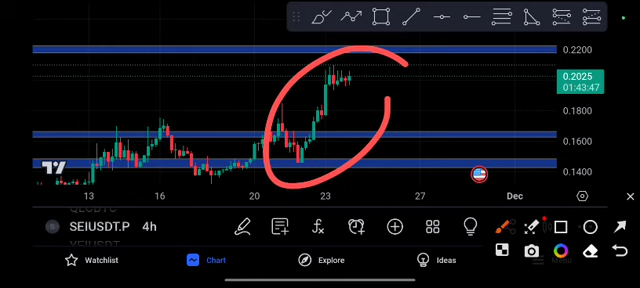 0.2200
0.2025
01:43:47
0.1800
0.1600
0.1400
13 16 20 23 27 Dec
SEIUSDT.P 4h
Watchlist
Chart
Explore
Ideas